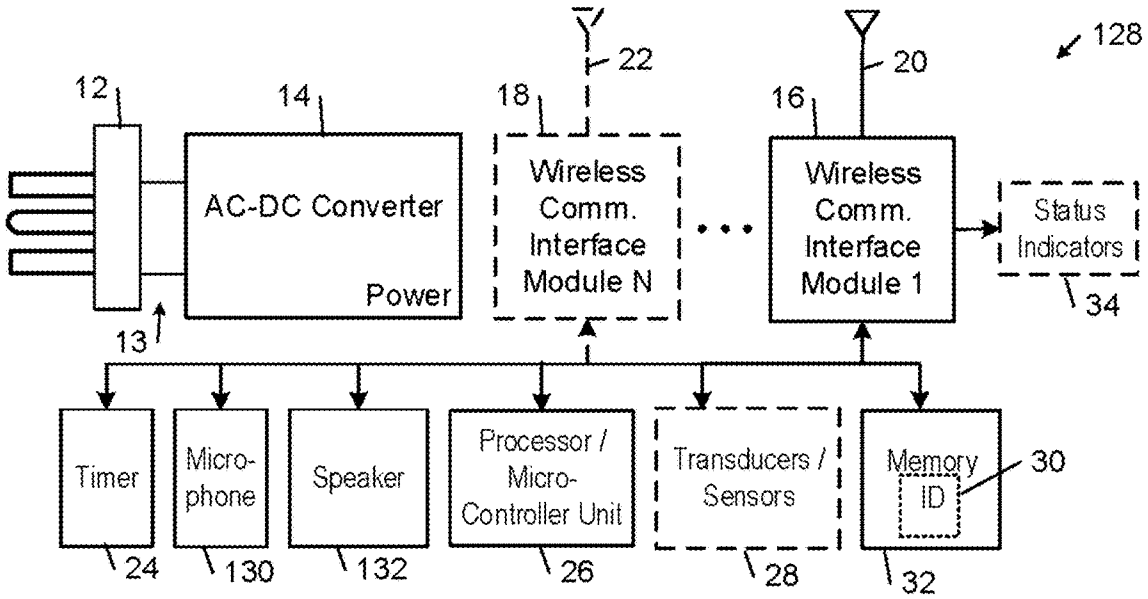 128
22
20
12
14
18
16
AC-DC Converter
Power
Wireless
Comm.
Interface
Module N
Wireless
Comm.
Interface
Module 1
Status
Indicators
34
13
Timer
Micro-
phone
Speaker
Processor /
Micro-
Controller Unit
Transducers /
Sensors
Memory
ID
30
24
130
132
26
28
32